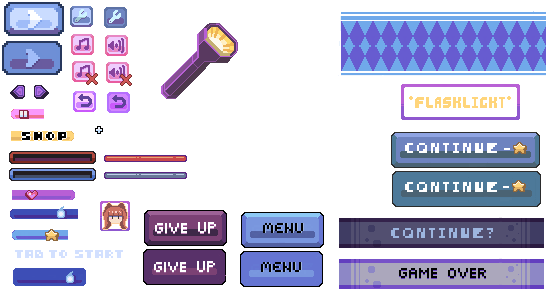 SHOP
TAP TO START
GIVE UP
GIVE UP
MENU
MENU
"FLASHLIGHT"
CONTINUE -
CONTINUE -
CONTINUE?
GAME OVER